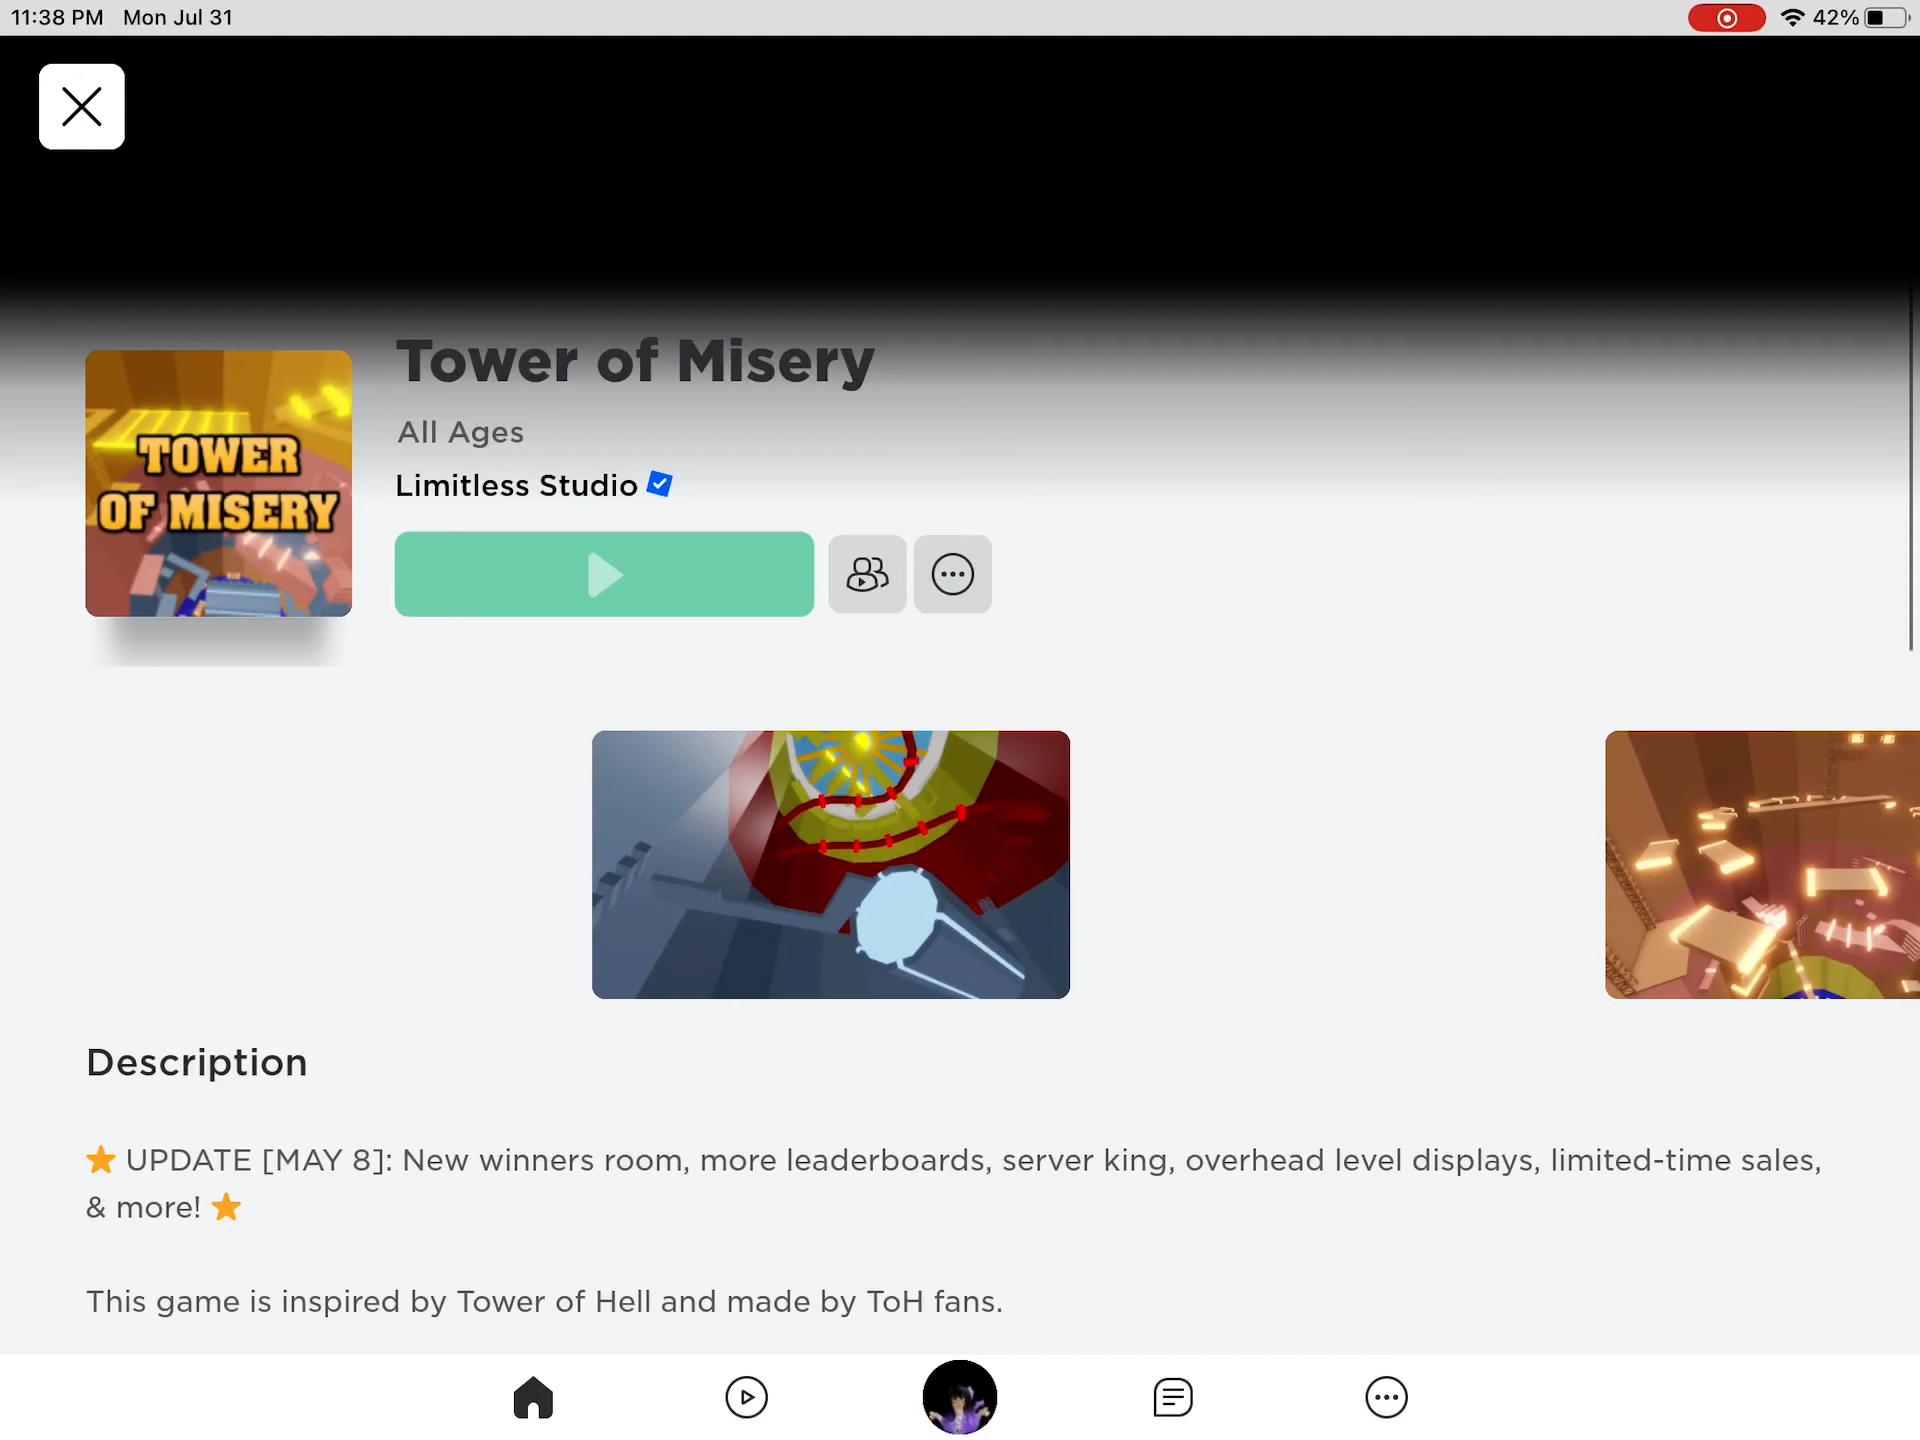 11:38 PM Mon Jul 31
42%
Tower of Misery
All Ages
Limitless Studio
TOWER
OF MISERY
Description
⭐ UPDATE [MAY 8]: New winners room, more leaderboards, server king, overhead level displays, limited-time sales,
& more! ⭐
This game is inspired by Tower of Hell and made by ToH fans.